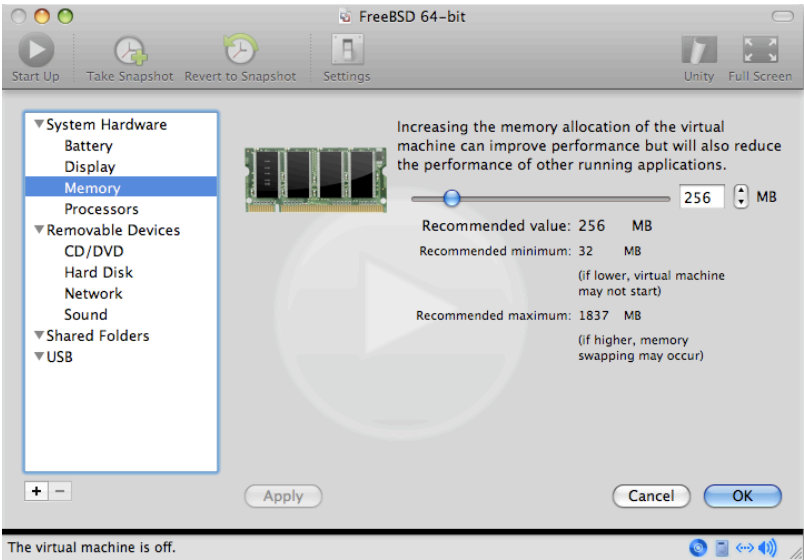 FreeBSD 64-bit
Start Up
Take Snapshot
Revert to Snapshot
Settings
Unity
Full Screen
System Hardware
Battery
Display
Memory
Processors
Removable Devices
CD/DVD
Hard Disk
Network
Sound
Shared Folders
USB
Increasing the memory allocation of the virtual
machine can improve performance but will also reduce
the performance of other running applications.
256 MB
Recommended value: 256 MB
Recommended minimum: 32 MB
(if lower, virtual machine
may not start)
Recommended maximum: 1837 MB
(if higher, memory
swapping may occur)
+ −
Apply
Cancel
OK
The virtual machine is off.